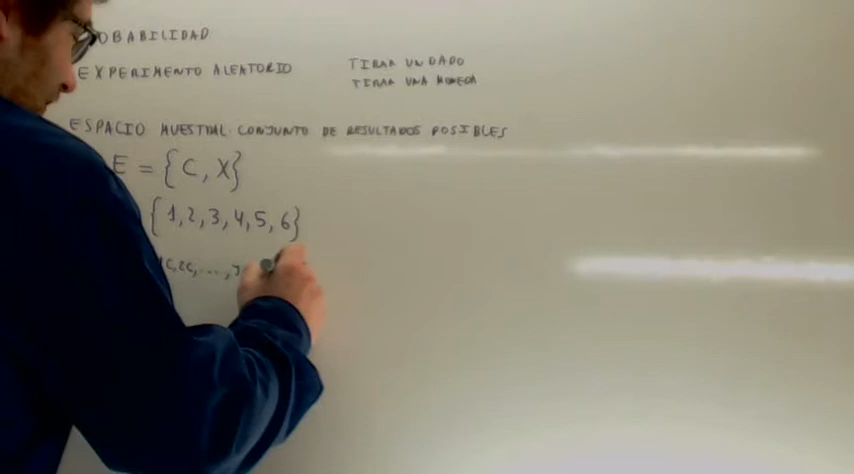 OBABILIDAD
EXPERIMENTO ALEATORIO TIRAR UN DADO
TIRAR UNA MONEDA
ESPACIO MUESTRAL: CONJUNTO DE RESULTADOS POSIBLES
E = {C, X}
{1,2,3,4,5,6}
C,2C,...,